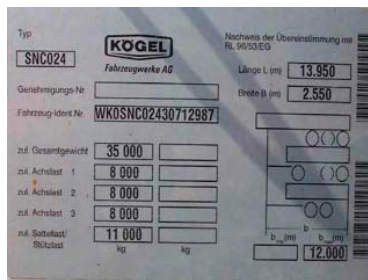 Typ
SNC024
KÖGEL
Fahrzeugwerke AG
Nachweis der Übereinstimmung mit
RL 96/53/EG
Länge L (m) 13.950
Breite B (m) 2.550
Genehmigungs-Nr.
Fahrzeug-Ident.Nr. WK0SNC02430712987
zul. Gesamtgewicht 35 000
zul. Achslast 1 8 000
zul. Achslast 2 8 000
zul. Achslast 3 8 000
zul. Sattellast/
Stützlast 11 000
kg kg
b
b (m) b (m)
12.000